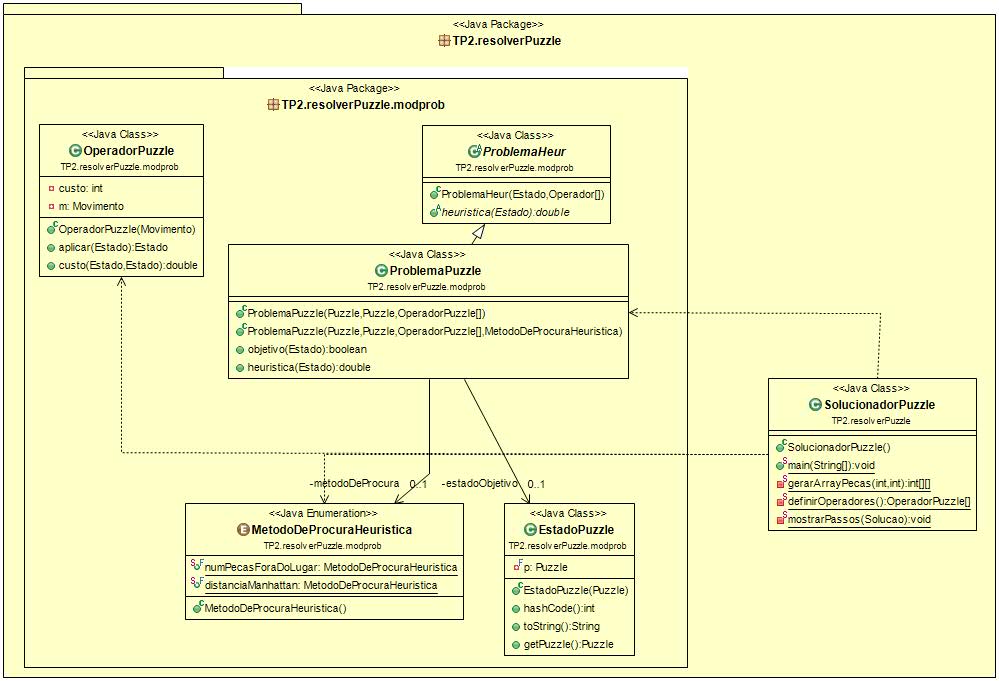 <<Java Package>>
TP2.resolverPuzzle
<<Java Package>>
TP2.resolverPuzzle.modprob
<<Java Class>>
OperadorPuzzle
TP2.resolverPuzzle.modprob
custo: int
m: Movimento
OperadorPuzzle(Movimento)
aplicar(Estado):Estado
custo(Estado,Estado):double
<<Java Class>>
ProblemaHeur
TP2.resolverPuzzle.modprob
ProblemaHeur(Estado,Operador[])
heuristica(Estado):double
<<Java Class>>
ProblemaPuzzle
TP2.resolverPuzzle.modprob
ProblemaPuzzle(Puzzle,Puzzle,OperadorPuzzle[])
ProblemaPuzzle(Puzzle,Puzzle,OperadorPuzzle[],MetodoDeProcuraHeuristica)
objetivo(Estado):boolean
heuristica(Estado):double
<<Java Class>>
SolucionadorPuzzle
TP2.resolverPuzzle
SolucionadorPuzzle()
main(String[]):void
gerarArrayPecas(int,int):int[][]
definirOperadores():OperadorPuzzle[]
mostrarPassos(Solucao):void
-metodoDeProcura 0..1
-estadoObjetivo 0..1
<<Java Enumeration>>
MetodoDeProcuraHeuristica
TP2.resolverPuzzle.modprob
numPecasForaDoLugar: MetodoDeProcuraHeuristica
distanciaManhattan: MetodoDeProcuraHeuristica
MetodoDeProcuraHeuristica()
<<Java Class>>
EstadoPuzzle
TP2.resolverPuzzle.modprob
p: Puzzle
EstadoPuzzle(Puzzle)
hashCode():int
toString():String
getPuzzle():Puzzle